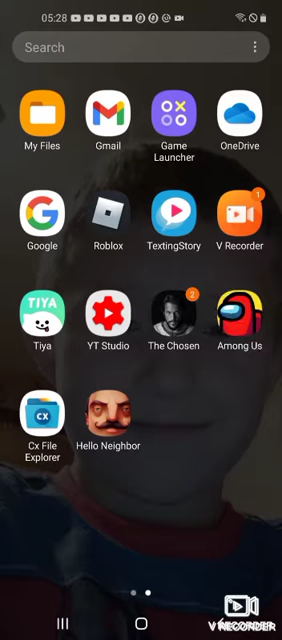 05:28
Search
My Files
Gmail
Game
Launcher
OneDrive
Google
Roblox
TextingStory
1
V Recorder
TIYA
Tiya
YT Studio
2
The Chosen
Among Us
CX
Cx File
Explorer
Hello Neighbor
V RECORDER